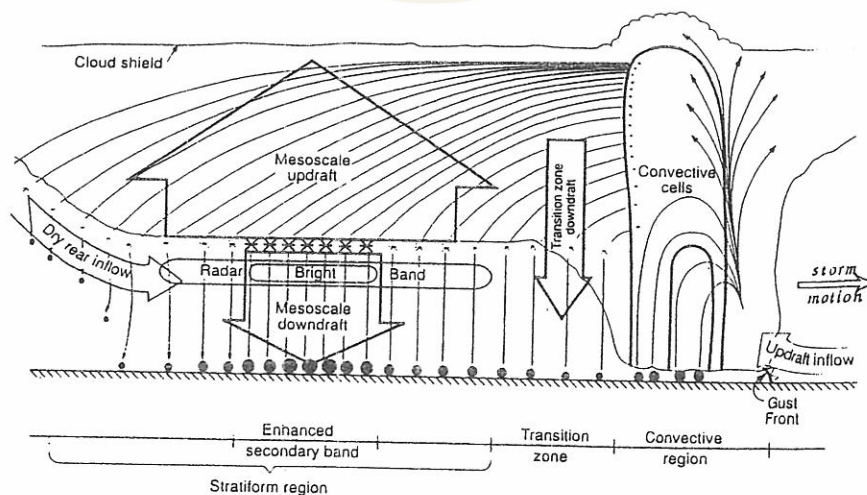 Cloud shield
Mesoscale
updraft
Transition zone
downdraft
Convective
cells
Dry rear inflow
Radar Bright Band
Mesoscale
downdraft
storm
motion
Updraft inflow
Gust
Front
Enhanced
secondary band
Transition
zone
Convective
region
Stratiform region